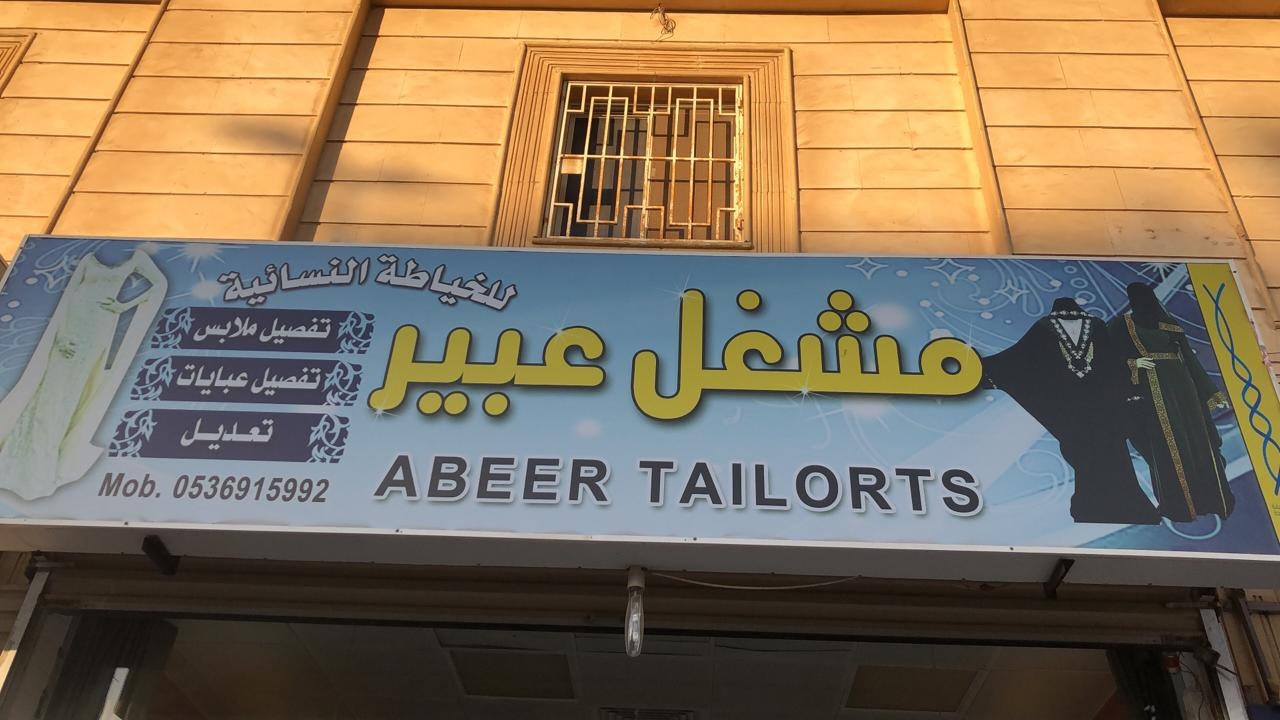 للخياطة النسائية
مشغل عبير
تفصيل ملابس
تفصيل عبايات
تعديل
ABEER TAILORTS
Mob. 0536915992